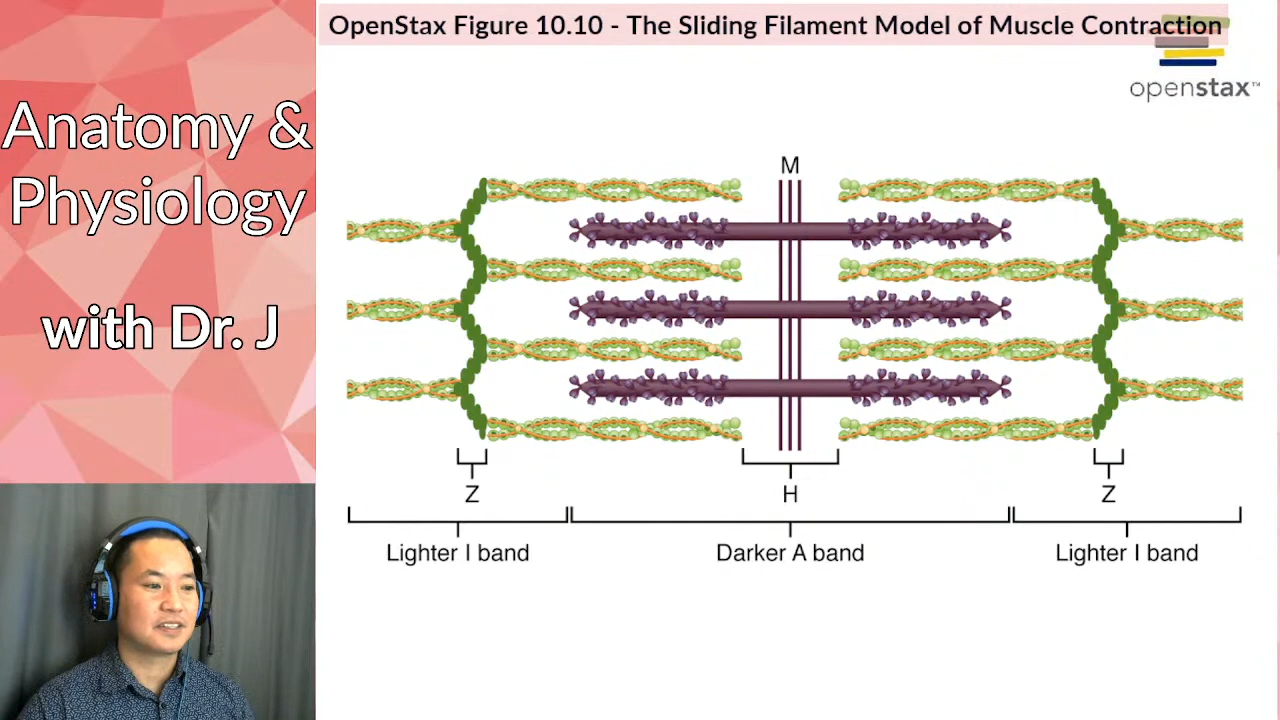 OpenStax Figure 10.10 - The Sliding Filament Model of Muscle Contraction
openstax™
Anatomy &
Physiology
with Dr. J
M
Z
H
Z
Lighter I band
Darker A band
Lighter I band